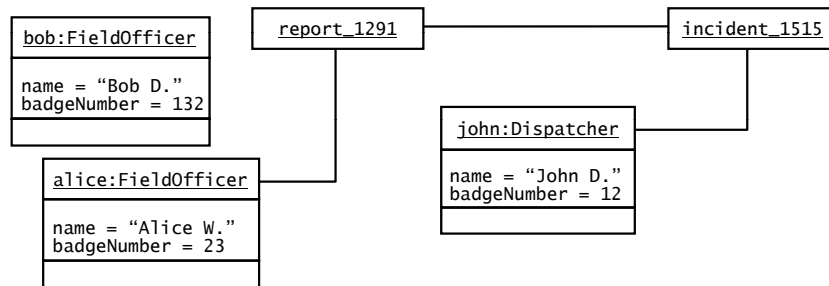 bob:FieldOfficer
name = “Bob D.”
badgeNumber = 132
report_1291
incident_1515
john:Dispatcher
name = “John D.”
badgeNumber = 12
alice:FieldOfficer
name = “Alice W.”
badgeNumber = 23